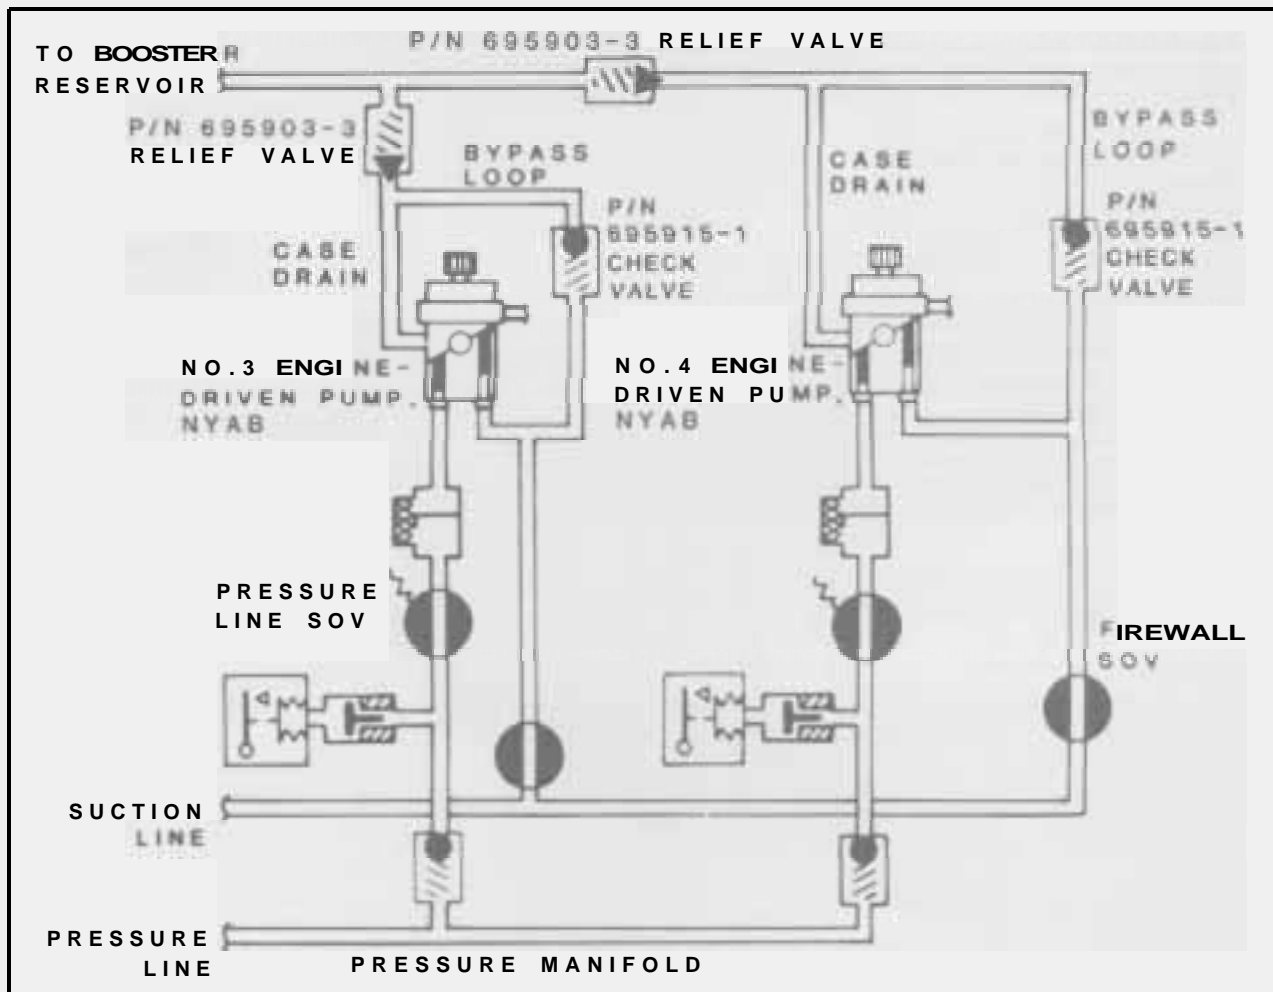 P/N 695903-3 RELIEF VALVE
TO BOOSTER
RESERVOIR
P/N 695903-3
RELIEF VALVE
BYPASS
LOOP
CASE
DRAIN
BYPASS
LOOP
P/N
695915-1
CHECK
VALVE
P/N
695915-1
CHECK
VALVE
CASE
DRAIN
NO.3 ENGINE-
DRIVEN PUMP,
NYAB
NO.4 ENGINE-
DRIVEN PUMP,
NYAB
PRESSURE
LINE SOV
FIREWALL
SOV
SUCTION
LINE
PRESSURE
LINE
PRESSURE MANIFOLD